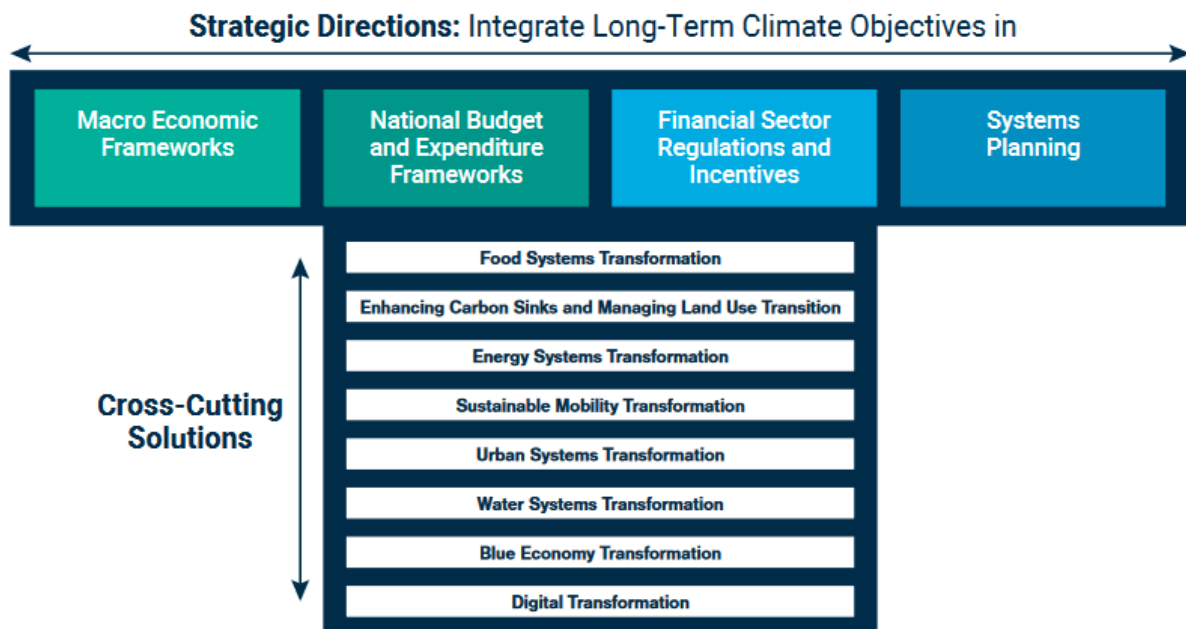 Strategic Directions: Integrate Long-Term Climate Objectives in
Macro Economic
Frameworks
National Budget
and Expenditure
Frameworks
Financial Sector
Regulations and
Incentives
Systems
Planning
Cross-Cutting
Solutions
Food Systems Transformation
Enhancing Carbon Sinks and Managing Land Use Transition
Energy Systems Transformation
Sustainable Mobility Transformation
Urban Systems Transformation
Water Systems Transformation
Blue Economy Transformation
Digital Transformation